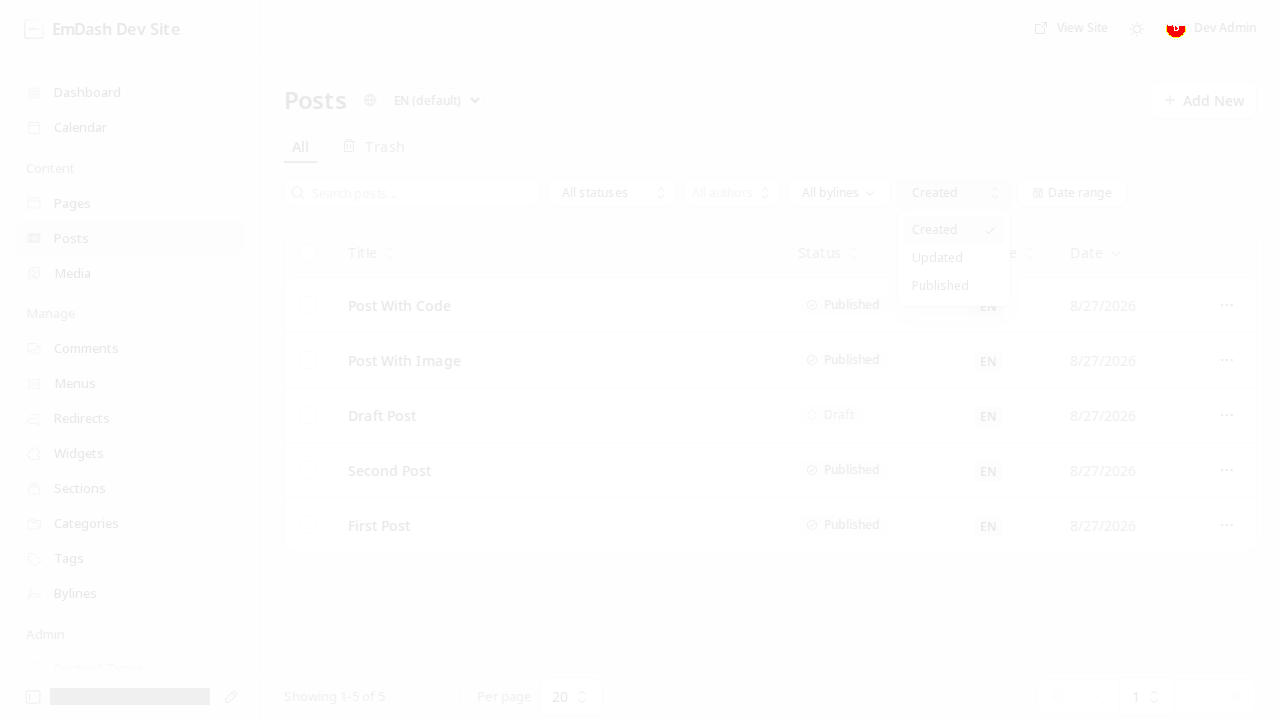 EmDash Dev Site
View Site
Dev Admin
Dashboard
Calendar
Content
Pages
Posts
Media
Manage
Comments
Menus
Redirects
Widgets
Sections
Categories
Tags
Bylines
Admin
Posts
EN (default)
Add New
All
Trash
Search posts...
All statuses
All authors
All bylines
Created
Date range
Created
Updated
Published
Title
Status
Date
Post With Code
Published
EN
8/27/2026
Post With Image
Published
EN
8/27/2026
Draft Post
Draft
EN
8/27/2026
Second Post
Published
EN
8/27/2026
First Post
Published
EN
8/27/2026
Showing 1-5 of 5
Per page
20
1